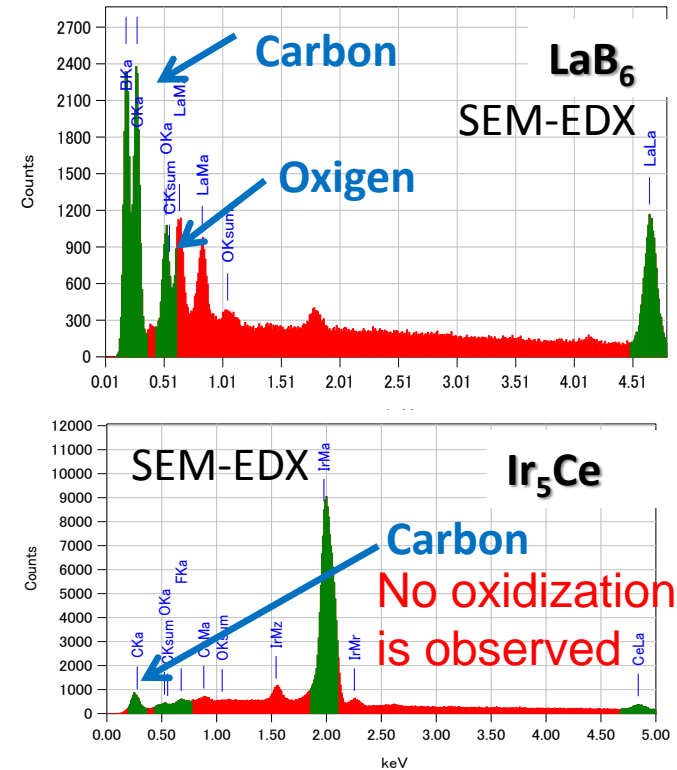 2700
2400
2100
1800
1500
1200
900
600
300
0
Counts
0.01 0.51 1.01 1.51 2.01 2.51 3.01 3.51 4.01 4.51
BKa
CKa
CKsum OKa
LaMz
LaMa
OKsum
LaLa
Carbon
Oxigen
LaB6
SEM-EDX
12000
11000
10000
9000
8000
7000
6000
5000
4000
3000
2000
1000
0
Counts
0.00 0.50 1.00 1.50 2.00 2.50 3.00 3.50 4.00 4.50 5.00
keV
SEM-EDX
Ir5Ce
CKa
CKsum OKa
FKa
CeMa
OKsum
IrMz
IrMa
IrMr
CeLa
Carbon
No oxidization
is observed